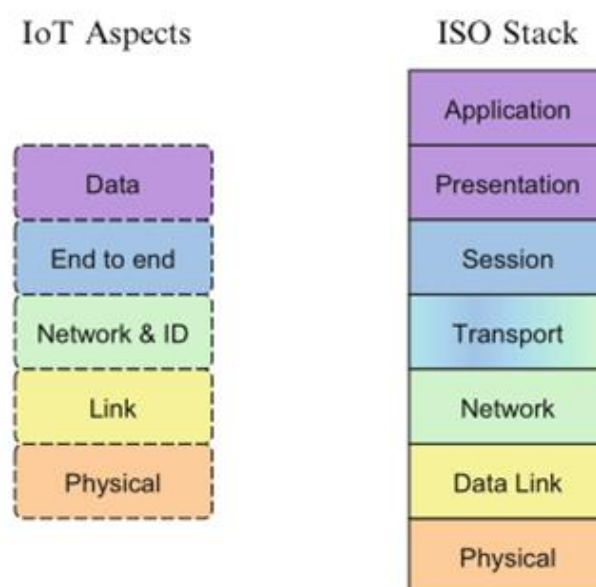 IoT Aspects
ISO Stack
Data
End to end
Network & ID
Link
Physical
Application
Presentation
Session
Transport
Network
Data Link
Physical